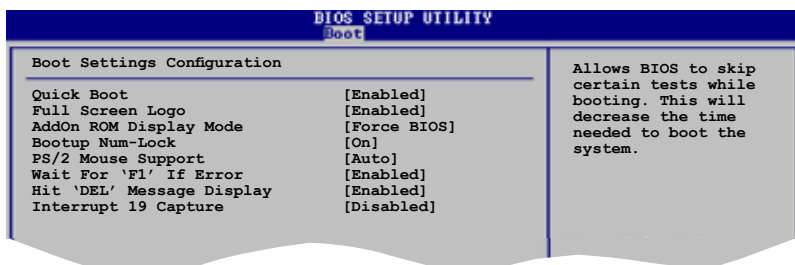 BIOS SETUP UTILITY
Boot
Boot Settings Configuration
Quick Boot [Enabled]
Full Screen Logo [Enabled]
AddOn ROM Display Mode [Force BIOS]
Bootup Num-Lock [On]
PS/2 Mouse Support [Auto]
Wait For ‘F1’ If Error [Enabled]
Hit ‘DEL’ Message Display [Enabled]
Interrupt 19 Capture [Disabled]
Allows BIOS to skip
certain tests while
booting. This will
decrease the time
needed to boot the
system.